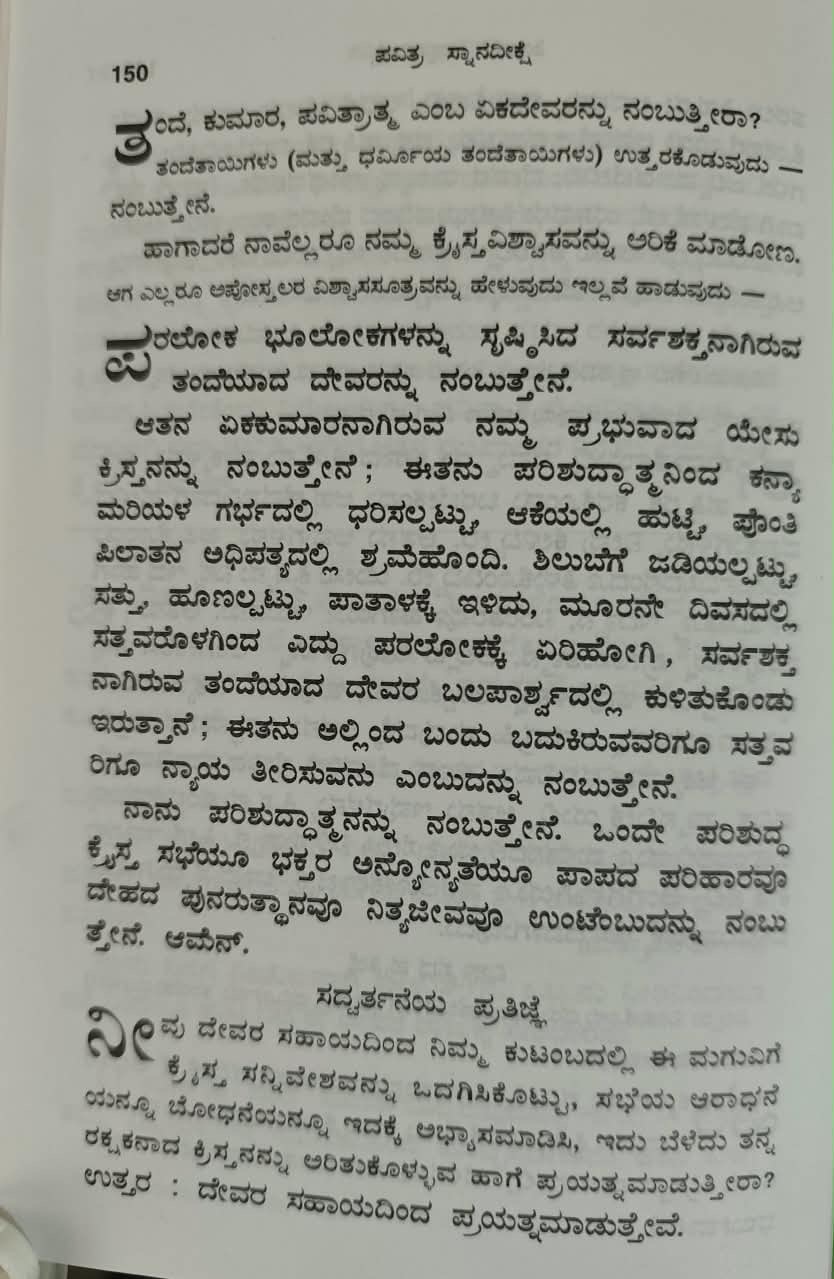 ಪವಿತ್ರ ಸ್ನಾನದೀಕ್ಷೆ
150
ತಂದೆ, ಕುಮಾರ, ಪವಿತ್ರಾತ್ಮ ಎಂಬ ಏಕದೇವರನ್ನು ನಂಬುತ್ತೀರಾ?
ತಂದೆತಾಯಿಗಳು (ಮತ್ತು ಧರ್ಮೀಯ ತಂದೆತಾಯಿಗಳು) ಉತ್ತರಕೊಡುವುದು —
ನಂಬುತ್ತೇನೆ.
ಹಾಗಾದರೆ ನಾವೆಲ್ಲರೂ ನಮ್ಮ ಕ್ರೈಸ್ತವಿಶ್ವಾಸವನ್ನು ಅರಿಕೆ ಮಾಡೋಣ.
ಆಗ ಎಲ್ಲರೂ ಅಪೋಸ್ತಲರ ವಿಶ್ವಾಸಸೂತ್ರವನ್ನು ಹೇಳುವುದು ಇಲ್ಲವೆ ಹಾಡುವುದು —
ಪರಲೋಕ ಭೂಲೋಕಗಳನ್ನು ಸೃಷ್ಠಿಸಿದ ಸರ್ವಶಕ್ತನಾಗಿರುವ
ತಂದೆಯಾದ ದೇವರನ್ನು ನಂಬುತ್ತೇನೆ.
ಆತನ ಏಕಕುಮಾರನಾಗಿರುವ ನಮ್ಮ ಪ್ರಭುವಾದ ಯೇಸು
ಕ್ರಿಸ್ತನನ್ನು ನಂಬುತ್ತೇನೆ; ಈತನು ಪರಿಶುದ್ಧಾತ್ಮನಿಂದ ಕನ್ಯಾ
ಮರಿಯಳ ಗರ್ಭದಲ್ಲಿ ಧರಿಸಲ್ಪಟ್ಟು, ಆಕೆಯಲ್ಲಿ ಹುಟ್ಟಿ, ಪೊಂತಿ
ಪಿಲಾತನ ಅಧಿಪತ್ಯದಲ್ಲಿ ಶ್ರಮೆಹೊಂದಿ. ಶಿಲುಬೆಗೆ ಜಡಿಯಲ್ಪಟ್ಟು,
ಸತ್ತು, ಹೂಣಲ್ಪಟ್ಟು, ಪಾತಾಳಕ್ಕೆ ಇಳಿದು, ಮೂರನೇ ದಿವಸದಲ್ಲಿ
ಸತ್ತವರೊಳಗಿಂದ ಎದ್ದು ಪರಲೋಕಕ್ಕೆ ಏರಿಹೋಗಿ, ಸರ್ವಶಕ್ತ
ನಾಗಿರುವ ತಂದೆಯಾದ ದೇವರ ಬಲಪಾರ್ಶ್ವದಲ್ಲಿ ಕುಳಿತುಕೊಂಡು
ಇರುತ್ತಾನೆ; ಈತನು ಅಲ್ಲಿಂದ ಬಂದು ಬದುಕಿರುವವರಿಗೂ ಸತ್ತವ
ರಿಗೂ ನ್ಯಾಯ ತೀರಿಸುವನು ಎಂಬುದನ್ನು ನಂಬುತ್ತೇನೆ.
ನಾನು ಪರಿಶುದ್ಧಾತ್ಮನನ್ನು ನಂಬುತ್ತೇನೆ. ಒಂದೇ ಪರಿಶುದ್ಧ
ಕ್ರೈಸ್ತ ಸಭೆಯೂ ಭಕ್ತರ ಅನ್ಯೋನ್ಯತೆಯೂ ಪಾಪದ ಪರಿಹಾರವೂ
ದೇಹದ ಪುನರುತ್ಥಾನವೂ ನಿತ್ಯಜೀವವೂ ಉಂಟೆಂಬುದನ್ನು ನಂಬು
ತ್ತೇನೆ. ಆಮೆನ್.
ಸದ್ವರ್ತನೆಯ ಪ್ರತಿಜ್ಞೆ
ನೀವು ದೇವರ ಸಹಾಯದಿಂದ ನಿಮ್ಮ ಕುಟಂಬದಲ್ಲಿ ಈ ಮಗುವಿಗೆ
ಕ್ರೈಸ್ತ ಸನ್ನಿವೇಶವನ್ನು ಒದಗಿಸಿಕೊಟ್ಟು, ಸಭೆಯ ಆರಾಧನೆ
ಯನ್ನೂ ಬೋಧನೆಯನ್ನೂ ಇದಕ್ಕೆ ಅಭ್ಯಾಸಮಾಡಿಸಿ, ಇದು ಬೆಳೆದು ತನ್ನ
ರಕ್ಷಕನಾದ ಕ್ರಿಸ್ತನನ್ನು ಅರಿತುಕೊಳ್ಳುವ ಹಾಗೆ ಪ್ರಯತ್ನಮಾಡುತ್ತೀರಾ?
ಉತ್ತರ : ದೇವರ ಸಹಾಯದಿಂದ ಪ್ರಯತ್ನಮಾಡುತ್ತೇವೆ.